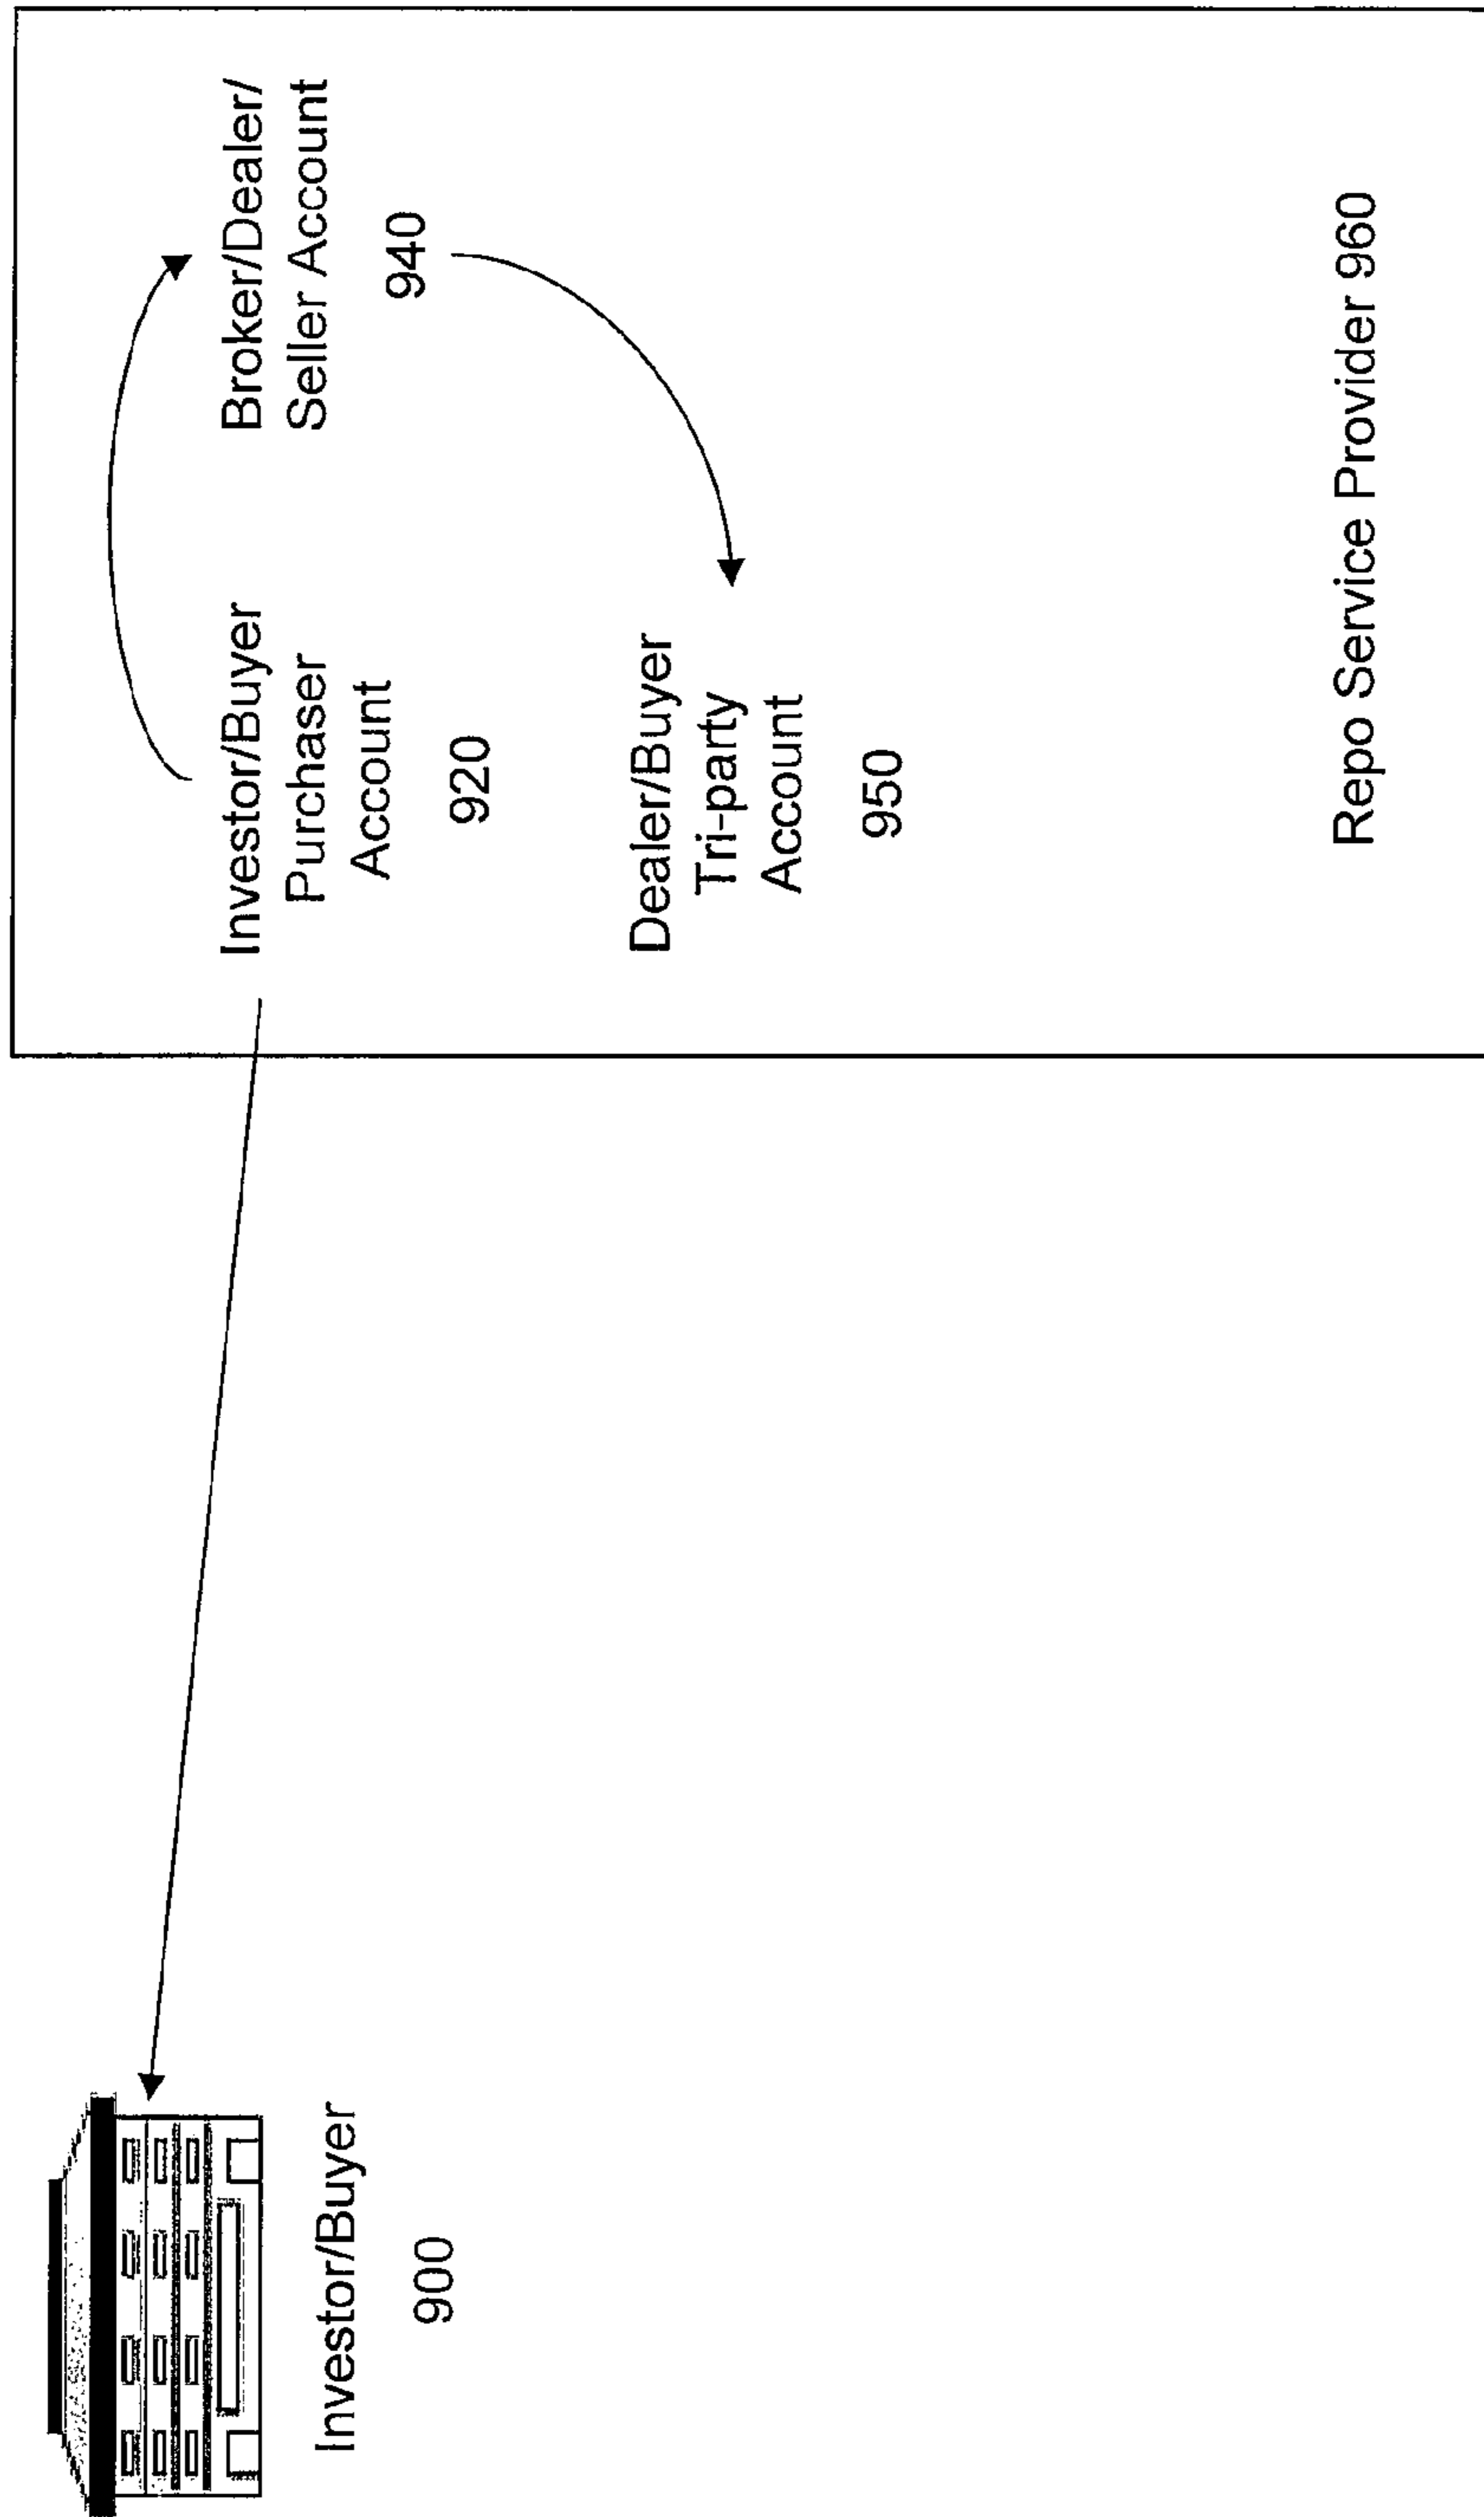 Investor/Buyer
900
Investor/Buyer
Purchaser
Account
920
Broker/Dealer/
Seller Account
940
Dealer/Buyer
Tri-party
Account
950
Repo Service Provider 960